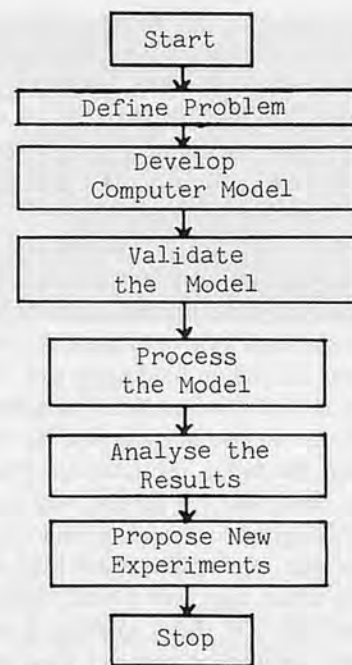 Start
Define Problem
Develop
Computer Model
Validate
the Model
Process
the Model
Analyse the
Results
Propose New
Experiments
Stop